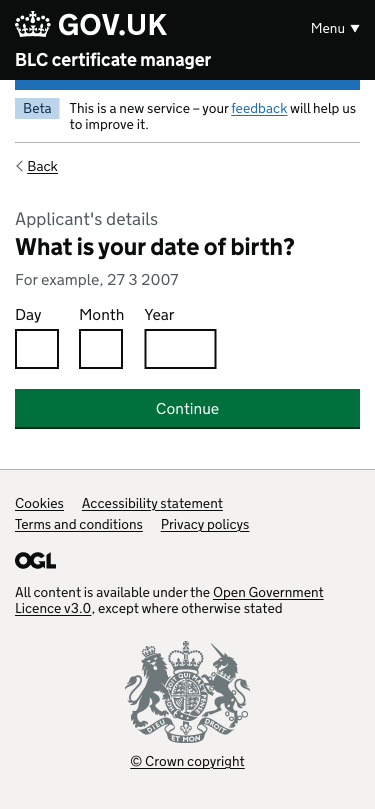 GOV.UK
Menu ▼
BLC certificate manager
Beta
This is a new service – your feedback will help us
to improve it.
Back
Applicant's details
What is your date of birth?
For example, 27 3 2007
Day Month Year
Continue
Cookies Accessibility statement
Terms and conditions Privacy policys
OGL
All content is available under the Open Government
Licence v3.0, except where otherwise stated
DIEU ET MON DROIT
© Crown copyright